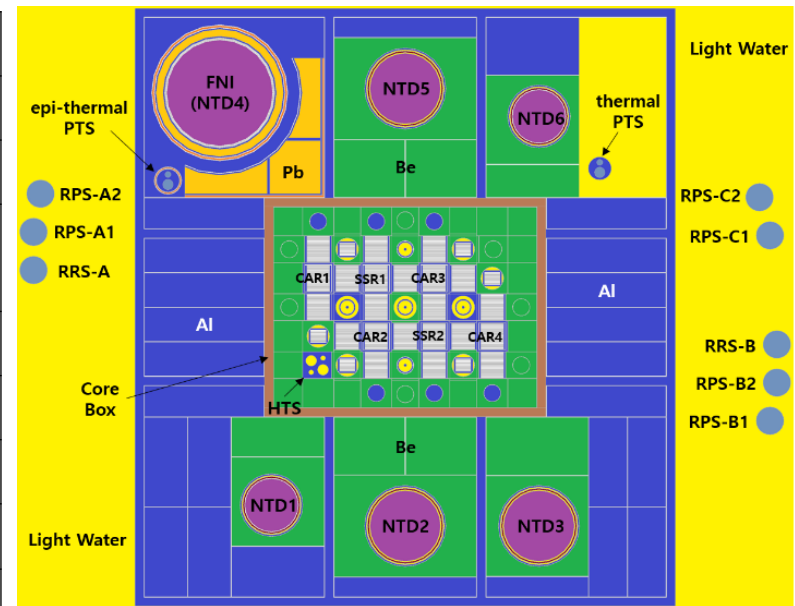 Light Water
FNI
(NTD4)
NTD5
NTD6
thermal
PTS
epi-thermal
PTS
Be
Pb
RPS-A2
RPS-A1
RRS-A
RPS-C2
RPS-C1
CAR1
SSR1
CAR3
Al
Al
CAR2
SSR2
CAR4
RRS-B
RPS-B2
RPS-B1
Core
Box
HTS
Be
NTD1
NTD2
NTD3
Light Water